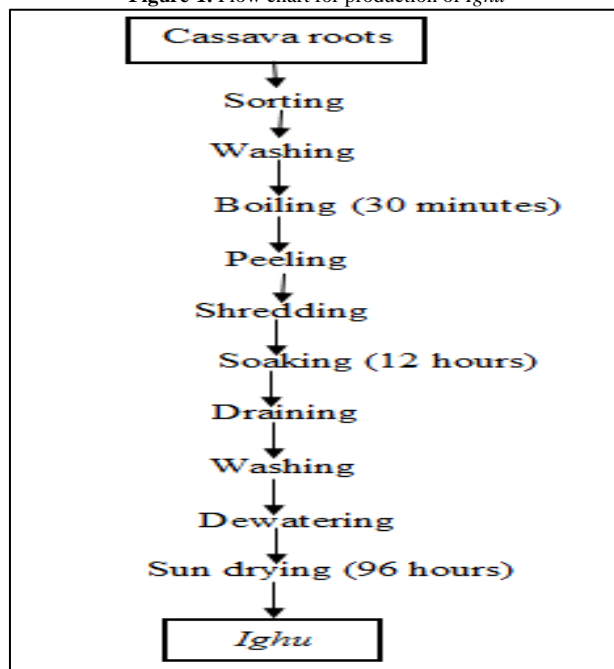 Figure 1. Flow chart for production of Ighu
Cassava roots
Sorting
Washing
Boiling (30 minutes)
Peeling
Shredding
Soaking (12 hours)
Draining
Washing
Dewatering
Sun drying (96 hours)
Ighu